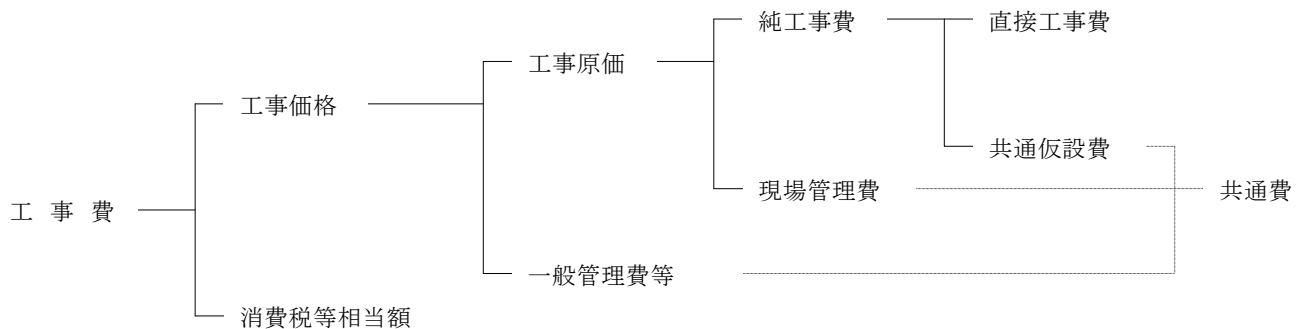 純工事費 直接工事費
工事原価
工事価格
共通仮設費
現場管理費 共通費
工 事 費
一般管理費等
消費税等相当額